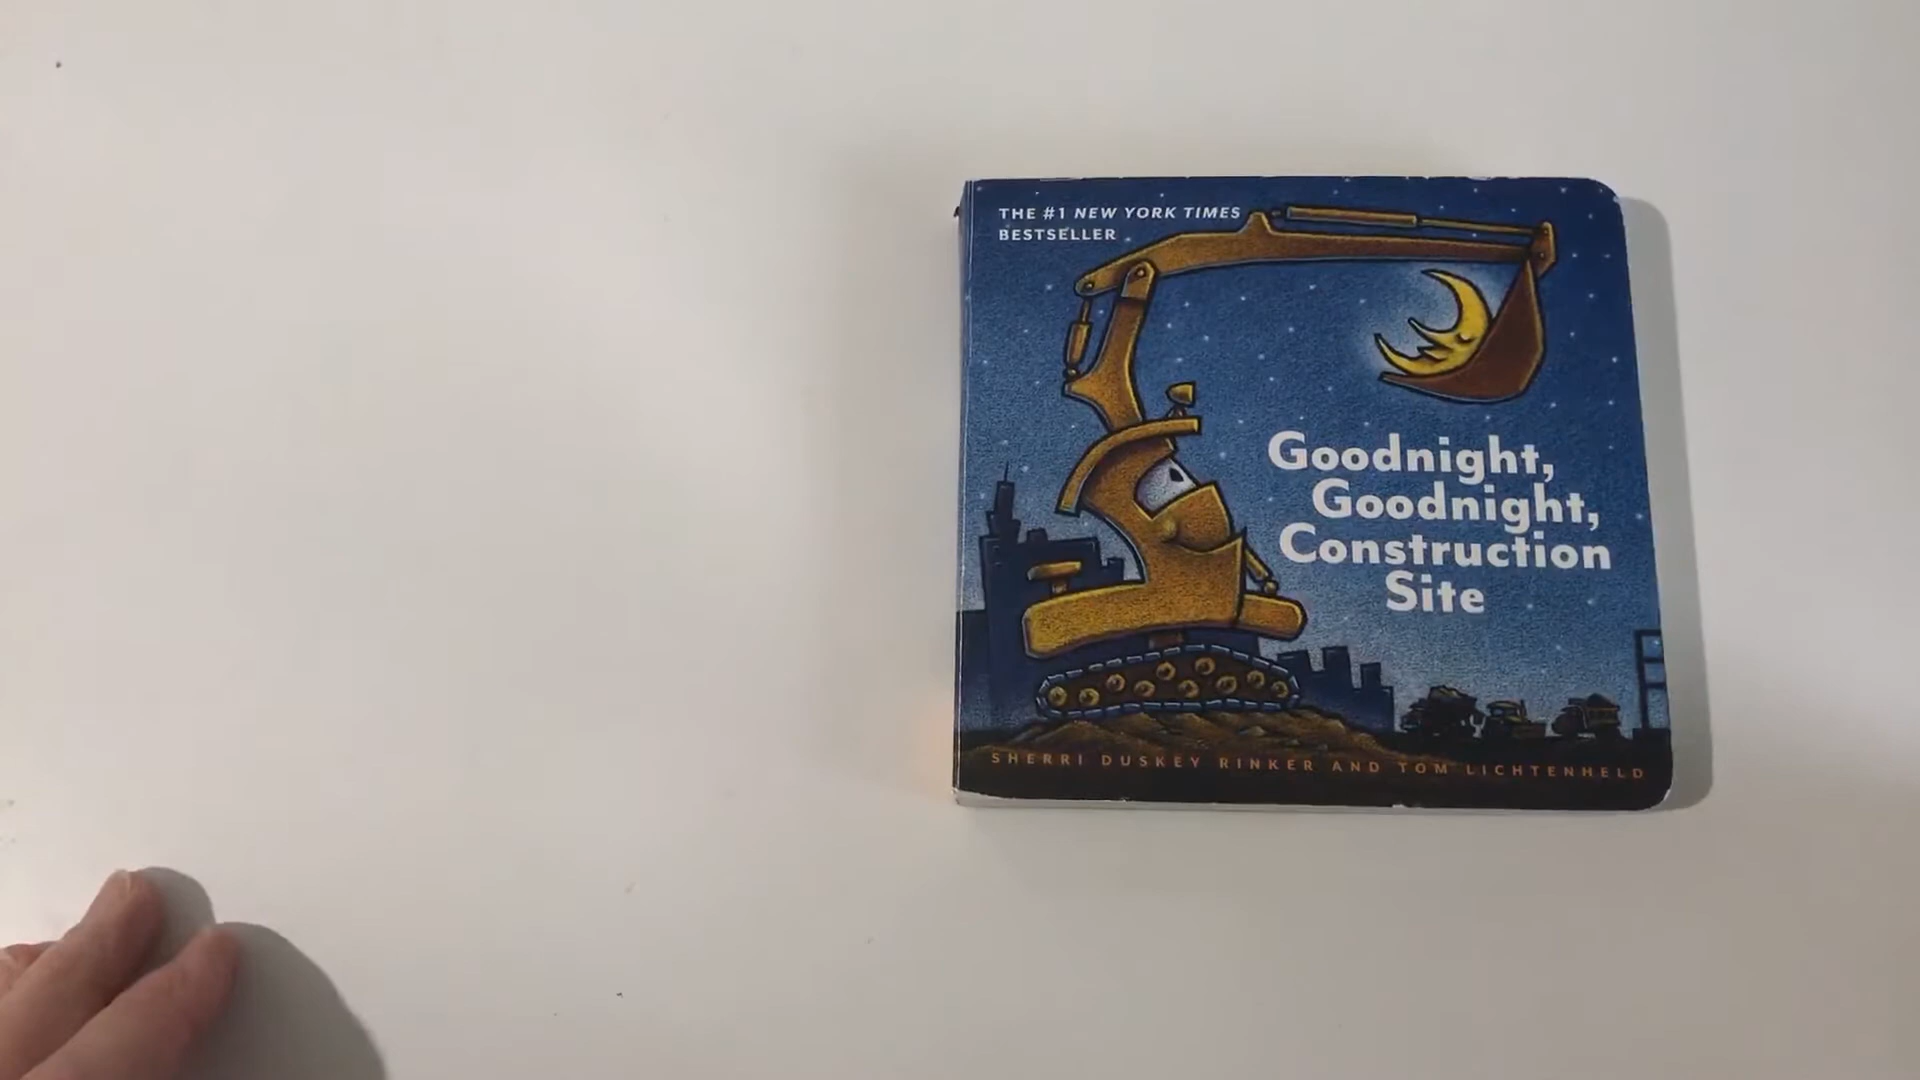 THE #1 NEW YORK TIMES
BESTSELLER
Goodnight,
Goodnight,
Construction
Site
SHERRI DUSKEY RINKER AND TOM LICHTENHELD